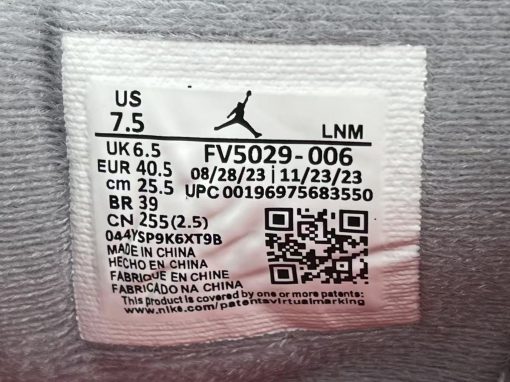 US
7.5
LNM
UK 6.5
FV5029-006
EUR 40.5
08/28/23 | 11/23/23
cm 25.5
UPC 00196975683550
BR 39
CN 255(2.5)
044YSP9K6XT9B
MADE IN CHINA
HECHO EN CHINA
FABRIQUE EN CHINE
FABRICADO NA CHINA
This product is covered by one or more patents:
www.nike.com/patentsvirtualmarking